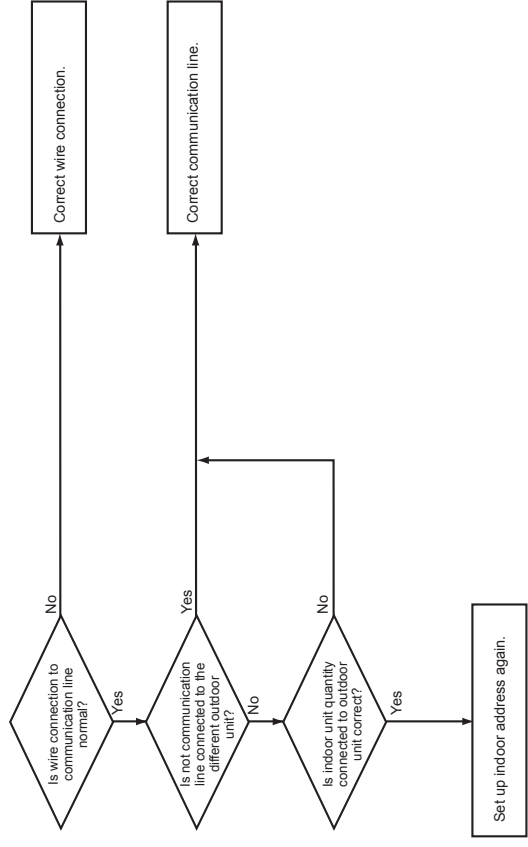 Is wire connection to
communication line
normal?
No
Correct wire connection.
Yes
Is not communication
line connected to the
different outdoor
unit?
Yes
Correct communication line.
No
Is indoor unit quantity
connected to outdoor
unit correct?
No
Yes
Set up indoor address again.